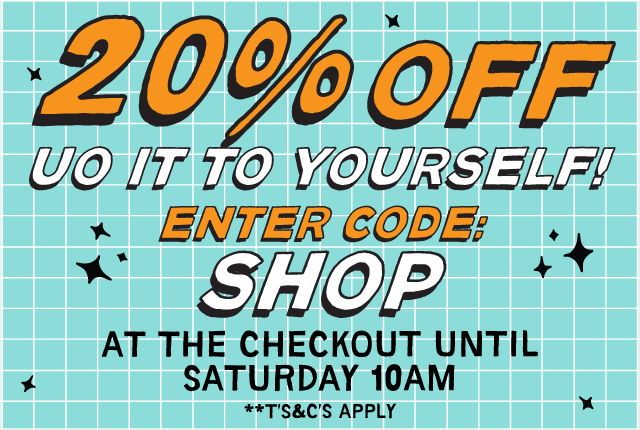 20% OFF
UO IT TO YOURSELF!
ENTER CODE:
SHOP
AT THE CHECKOUT UNTIL
SATURDAY 10AM
**T'S&C'S APPLY